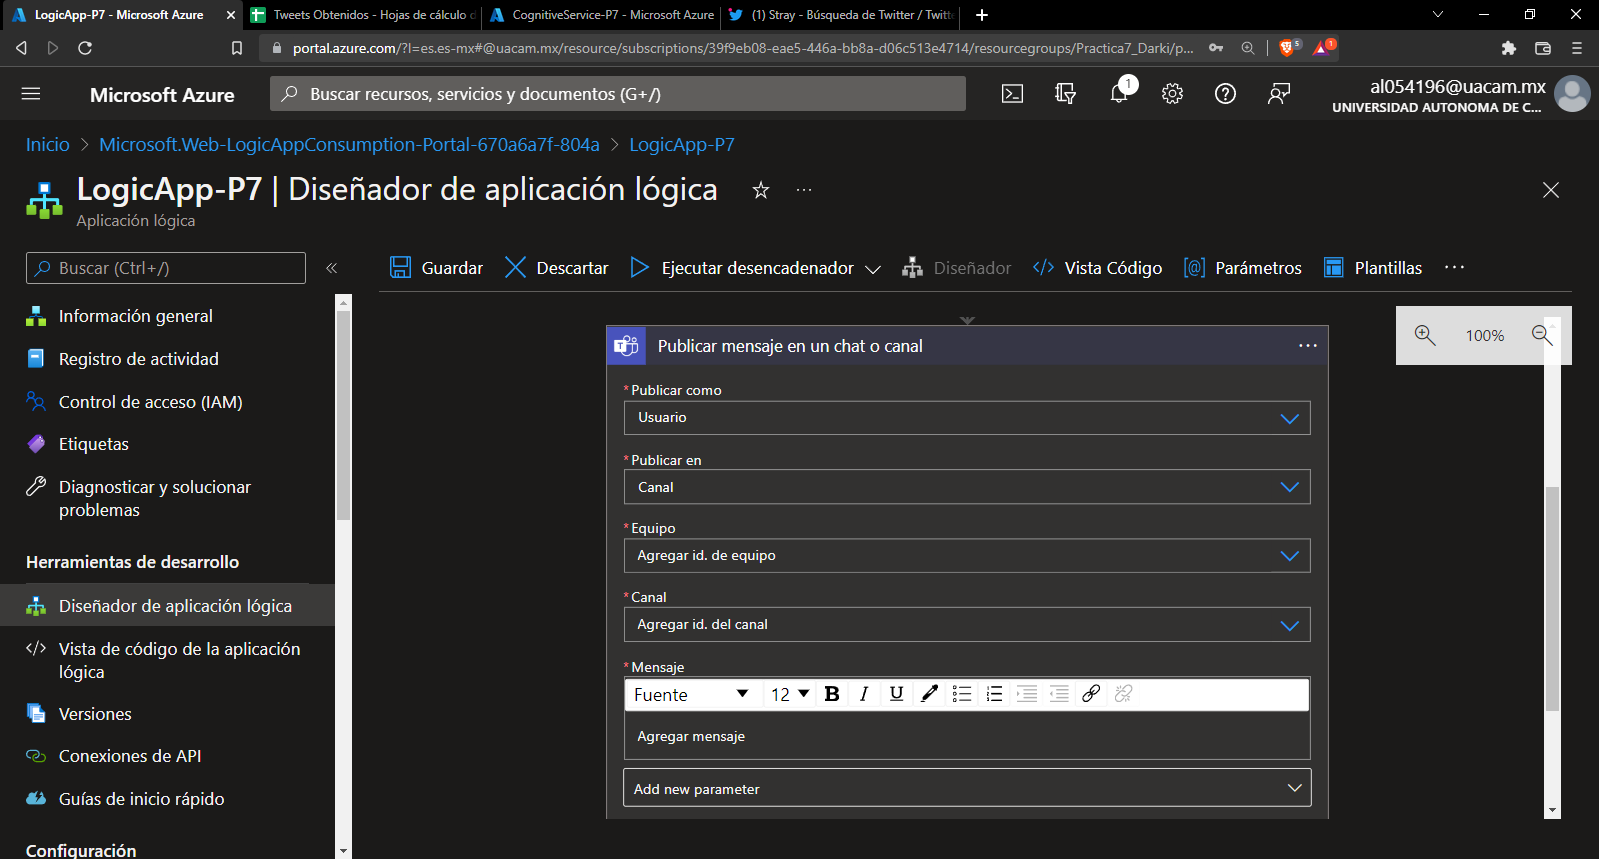 LogicApp-P7 - Microsoft Azure
Tweets Obtenidos - Hojas de cálculo d
CognitiveService-P7 - Microsoft Azure
(1) Stray - Búsqueda de Twitter / Twitt
portal.azure.com/?l=es.es-mx#@uacam.mx/resource/subscriptions/39f9eb08-eae5-446a-bb8a-d06c513e4714/resourcegroups/Practica7_Darki/p...
5
1
Microsoft Azure
Buscar recursos, servicios y documentos (G+/)
1
al054196@uacam.mx
UNIVERSIDAD AUTONOMA DE C...
Inicio > Microsoft.Web-LogicAppConsumption-Portal-670a6a7f-804a > LogicApp-P7
LogicApp-P7 | Diseñador de aplicación lógica
Aplicación lógica
Buscar (Ctrl+/)
Guardar
Descartar
Ejecutar desencadenador
Diseñador
Vista Código
Parámetros
Plantillas
Información general
Registro de actividad
Control de acceso (IAM)
Etiquetas
Diagnosticar y solucionar
problemas
Herramientas de desarrollo
Diseñador de aplicación lógica
Vista de código de la aplicación
lógica
Versiones
Conexiones de API
Guías de inicio rápido
Configuración
100%
Publicar mensaje en un chat o canal
* Publicar como
Usuario
* Publicar en
Canal
* Equipo
Agregar id. de equipo
* Canal
Agregar id. del canal
* Mensaje
Fuente
12
B
I
U
Agregar mensaje
Add new parameter